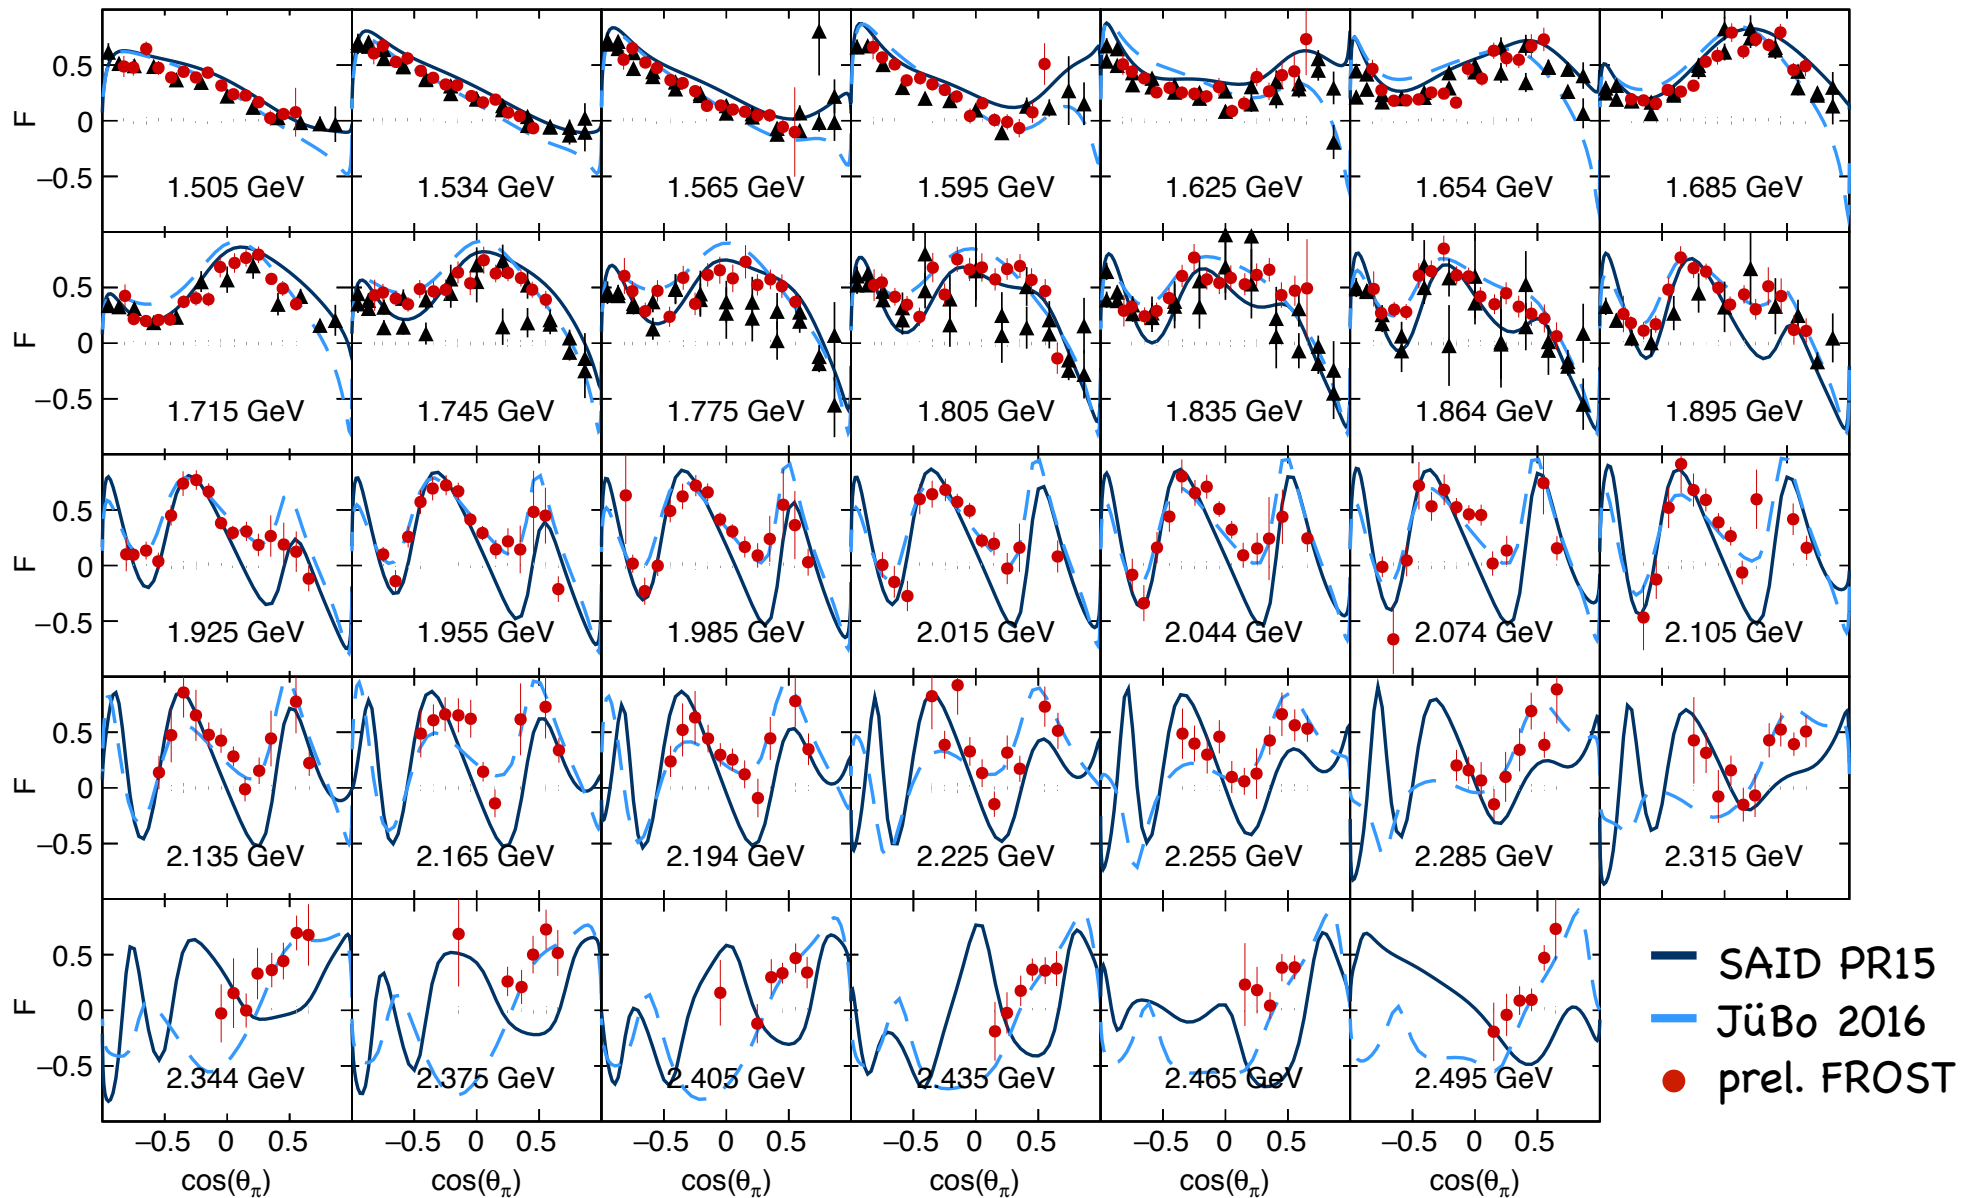 F 0.5 0 −0.5 1.505 GeV 1.534 GeV 1.565 GeV 1.595 GeV 1.625 GeV 1.654 GeV 1.685 GeV
F 0.5 0 −0.5 1.715 GeV 1.745 GeV 1.775 GeV 1.805 GeV 1.835 GeV 1.864 GeV 1.895 GeV
F 0.5 0 −0.5 1.925 GeV 1.955 GeV 1.985 GeV 2.015 GeV 2.044 GeV 2.074 GeV 2.105 GeV
F 0.5 0 −0.5 2.135 GeV 2.165 GeV 2.194 GeV 2.225 GeV 2.255 GeV 2.285 GeV 2.315 GeV
F 0.5 0 −0.5 2.344 GeV 2.375 GeV 2.405 GeV 2.435 GeV 2.465 GeV 2.495 GeV
SAID PR15
JüBo 2016
prel. FROST
−0.5 0 0.5 −0.5 0 0.5 −0.5 0 0.5 −0.5 0 0.5 −0.5 0 0.5 −0.5 0 0.5
cos(θπ) cos(θπ) cos(θπ) cos(θπ) cos(θπ) cos(θπ)